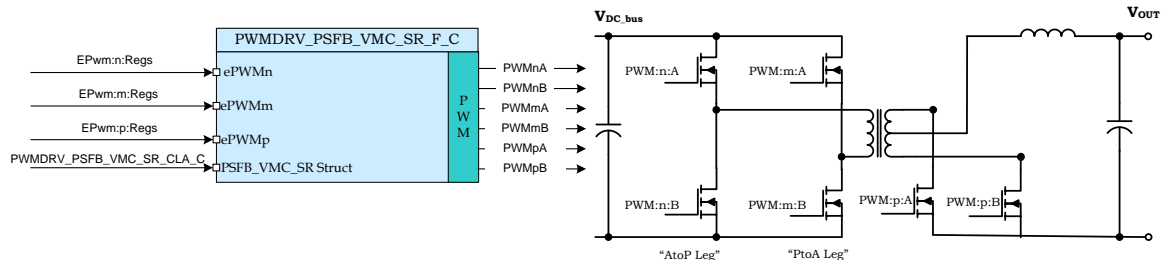 PWMDRV_PSFB_VMC_SR_F_C
EPwm:n:Regs
ePWMn
EPwm:m:Regs
ePWMm
EPwm:p:Regs
ePWMp
PWMDRV_PSFB_VMC_SR_CLA_C
PSFB_VMC_SR Struct
P
W
M
PWMnA
PWMnB
PWMmA
PWMmB
PWMpA
PWMpB
VDC_bus
VOUT
PWM:n:A
PWM:m:A
PWM:n:B
PWM:m:B
PWM:p:A
PWM:p:B
“AtoP Leg”
“PtoA Leg”